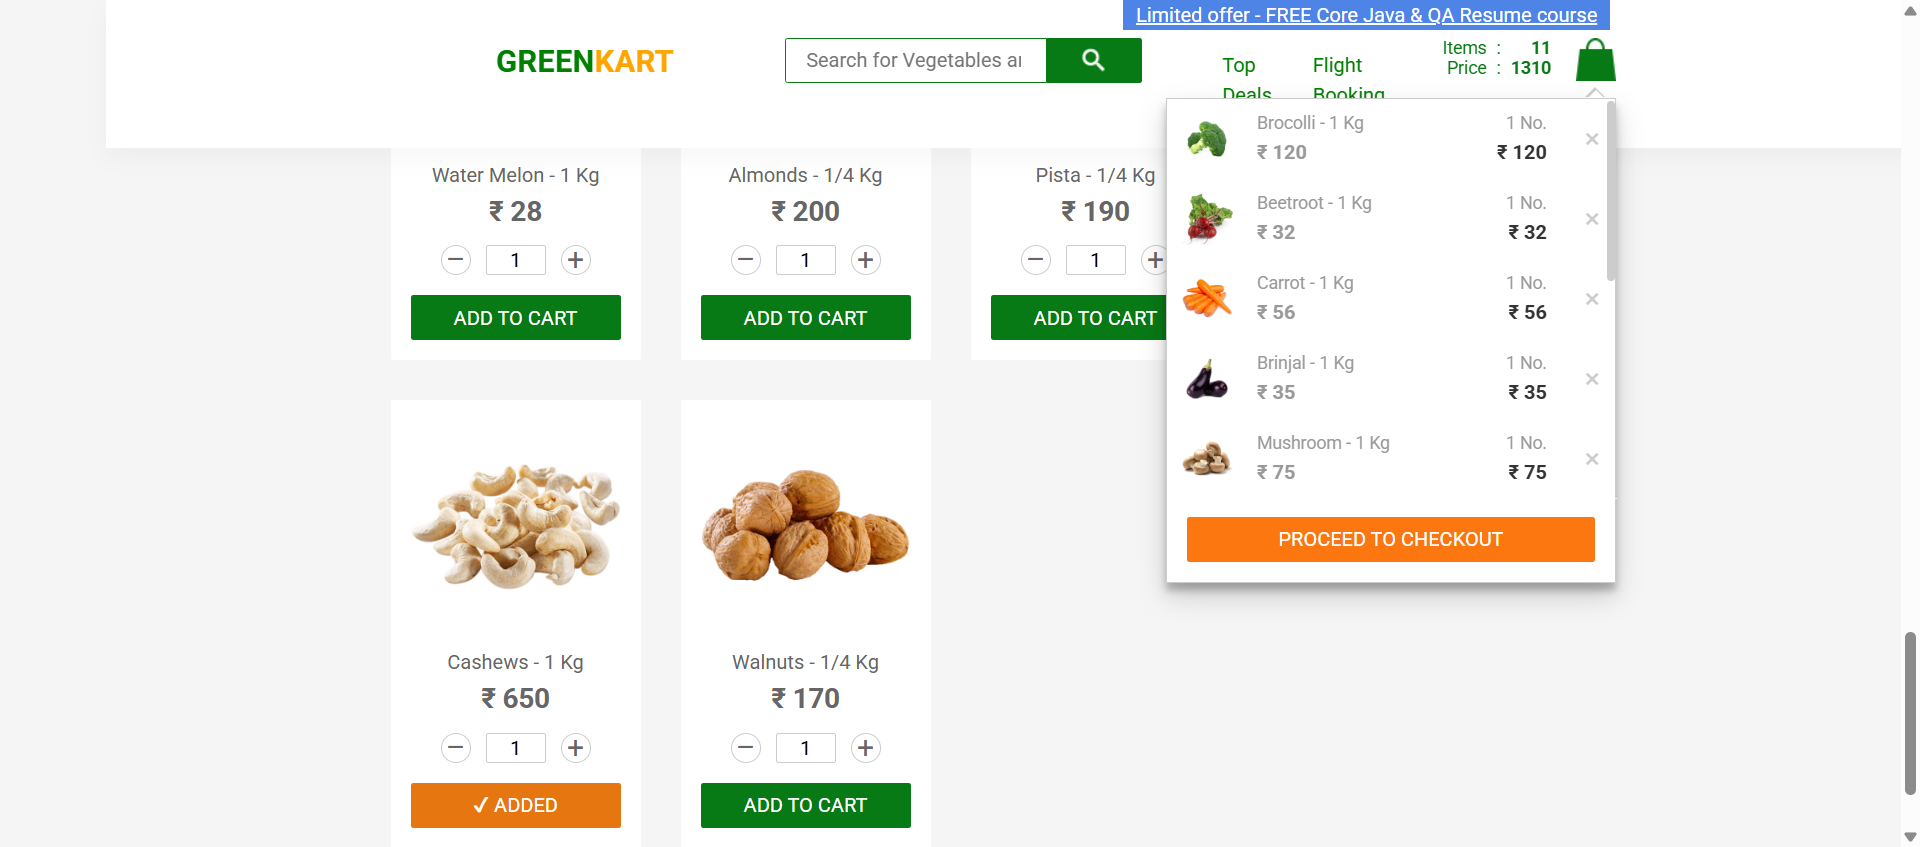 Limited offer - FREE Core Java & QA Resume course
GREENKART
Search for Vegetables ar
Top
Deals
Flight
Booking
Items : 11
Price : 1310
Brocolli - 1 Kg
1 No.
₹ 120
₹ 120
×
Beetroot - 1 Kg
1 No.
₹ 32
₹ 32
×
Carrot - 1 Kg
1 No.
₹ 56
₹ 56
×
Brinjal - 1 Kg
1 No.
₹ 35
₹ 35
×
Mushroom - 1 Kg
1 No.
₹ 75
₹ 75
×
PROCEED TO CHECKOUT
Water Melon - 1 Kg
₹ 28
− 1 +
ADD TO CART
Almonds - 1/4 Kg
₹ 200
− 1 +
ADD TO CART
Pista - 1/4 Kg
₹ 190
− 1 +
ADD TO CART
Cashews - 1 Kg
₹ 650
− 1 +
✓ ADDED
Walnuts - 1/4 Kg
₹ 170
− 1 +
ADD TO CART